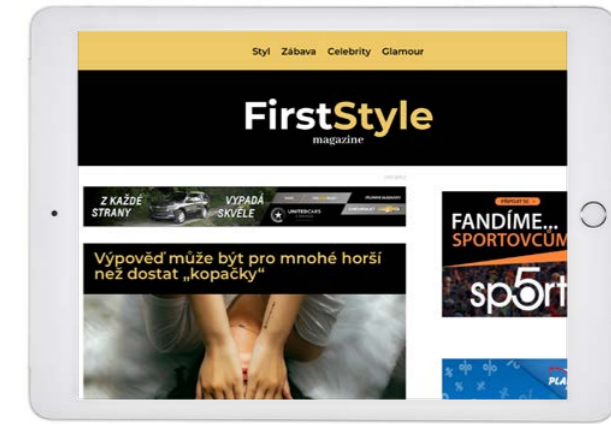 Styl Zábava Celebrity Glamour
FirstStyle
magazine
Z KAŽDÉ
STRANY
VYPADÁ
SKVĚLE
UNITEDCARS
Výpověď může být pro mnohé horší
než dostat „kopačky“
FANDÍME...
SPORTOVCŮM
sp5rt